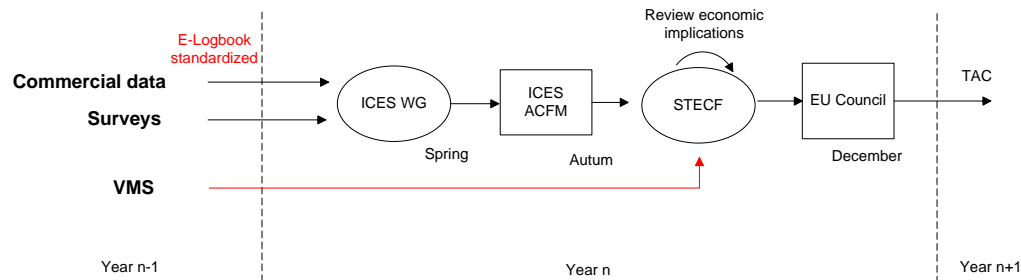 Review economic
implications
E-Logbook
standardized
Commercial data
Surveys
VMS
ICES WG
ICES
ACFM
STECF
EU Council
TAC
Spring
Autum
December
Year n-1
Year n
Year n+1